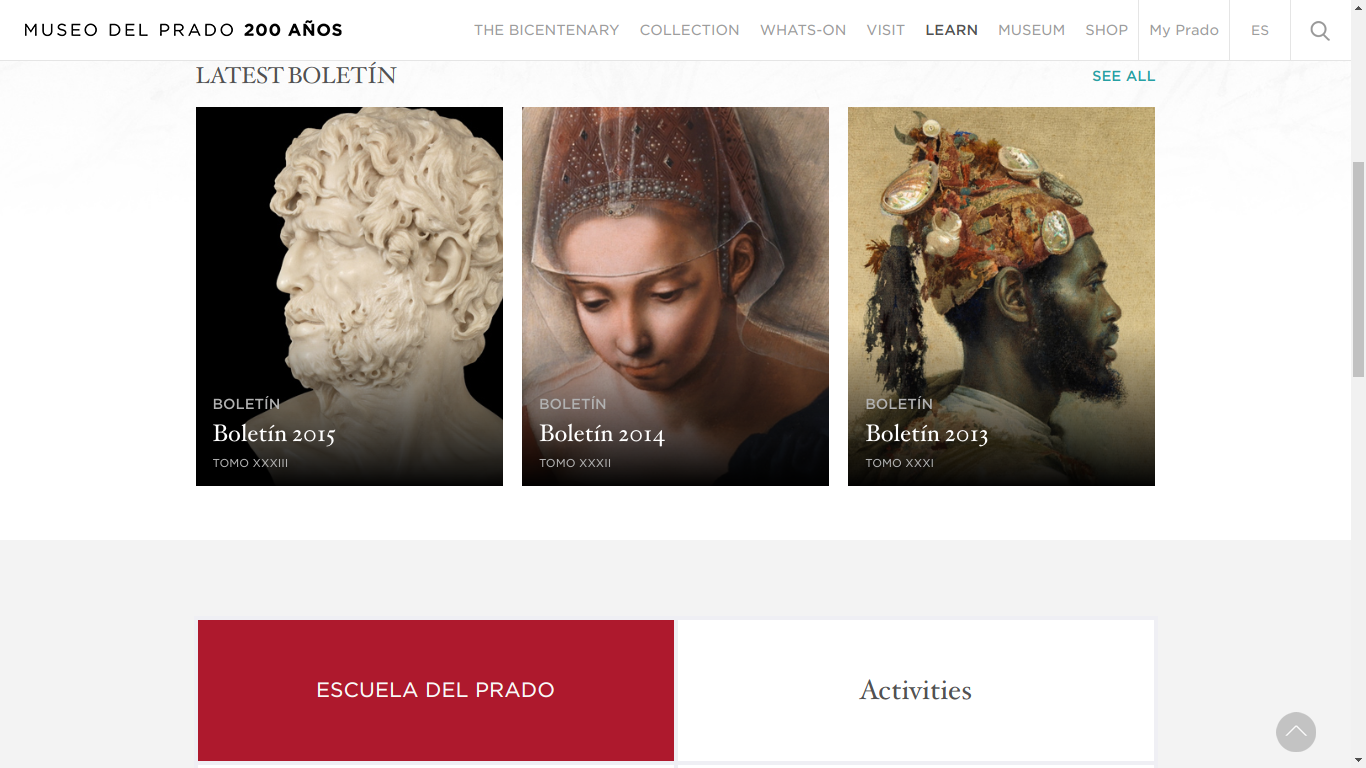 MUSEO DEL PRADO 200 AÑOS
THE BICENTENARY COLLECTION WHATS-ON VISIT LEARN MUSEUM SHOP My Prado ES
LATEST BOLETÍN
SEE ALL
BOLETÍN
Boletín 2015
TOMO XXXIII
BOLETÍN
Boletín 2014
TOMO XXXII
BOLETÍN
Boletín 2013
TOMO XXXI
ESCUELA DEL PRADO
Activities